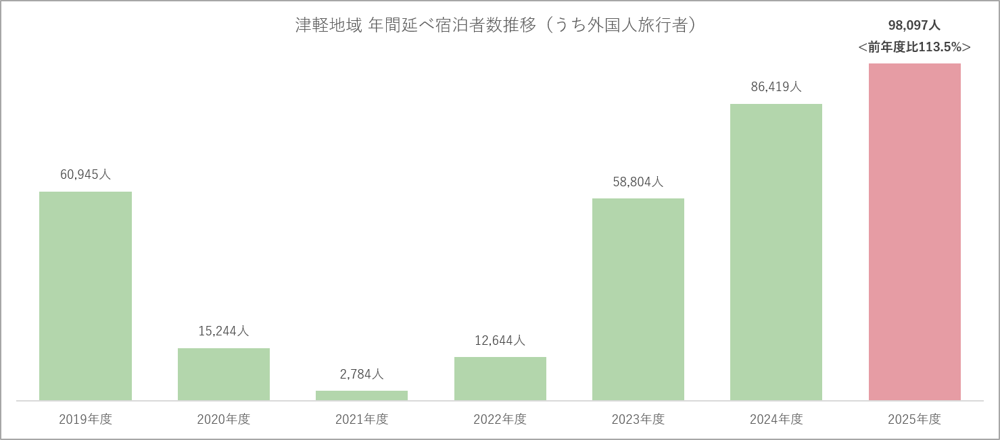 津軽地域 年間延べ宿泊者数推移（うち外国人旅行者）
98,097人
<前年度比113.5%>
86,419人
60,945人
58,804人
15,244人
12,644人
2,784人
2019年度 2020年度 2021年度 2022年度 2023年度 2024年度 2025年度